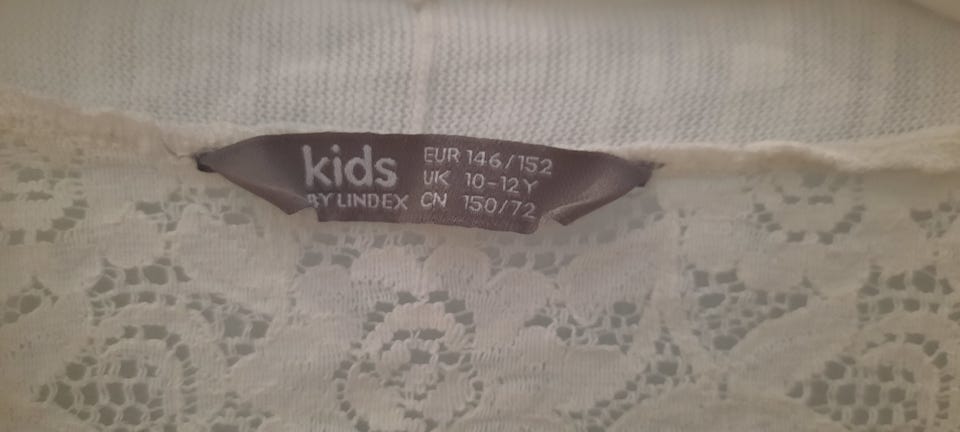 kids
BY LINDEX
EUR 146/152
UK 10-12Y
CN 150/72